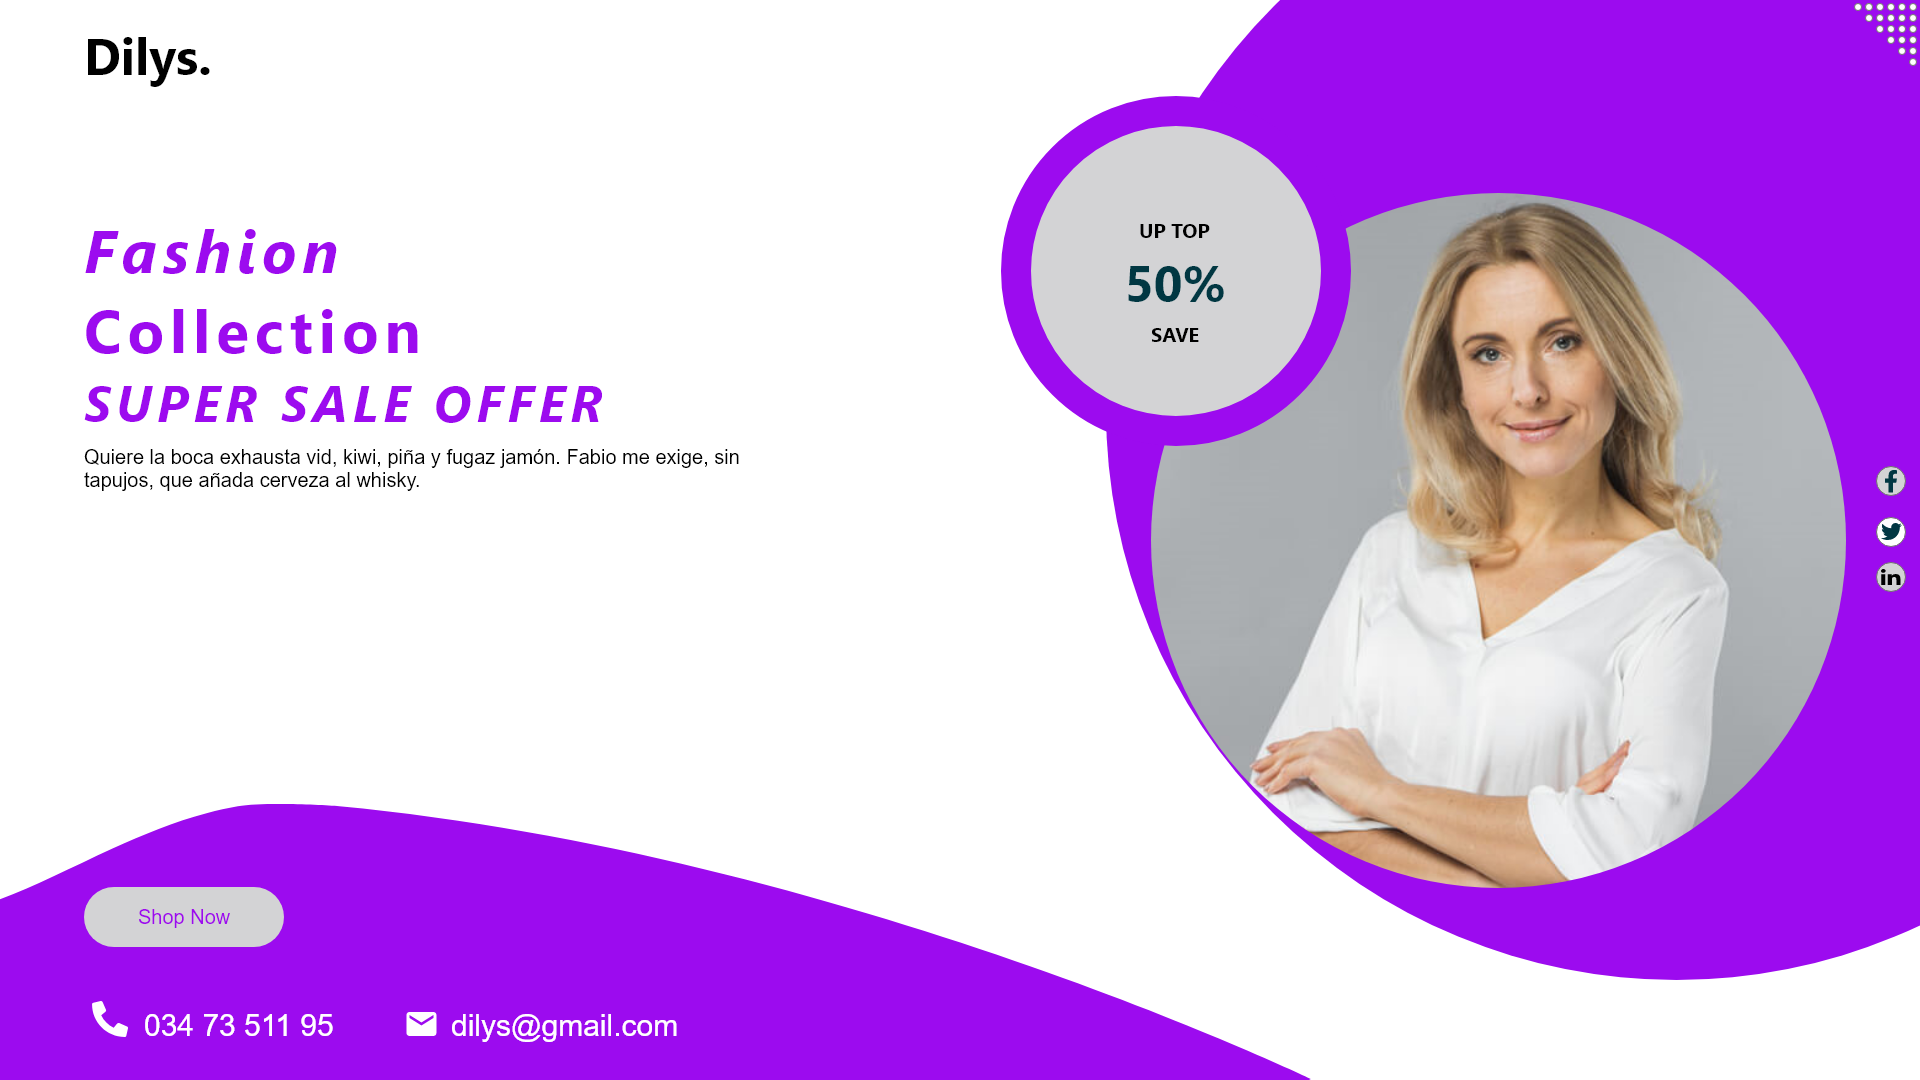 Dilys.
Fashion
Collection
SUPER SALE OFFER
Quiere la boca exhausta vid, kiwi, piña y fugaz jamón. Fabio me exige, sin
tapujos, que añada cerveza al whisky.
UP TOP
50%
SAVE
Shop Now
034 73 511 95
dilys@gmail.com